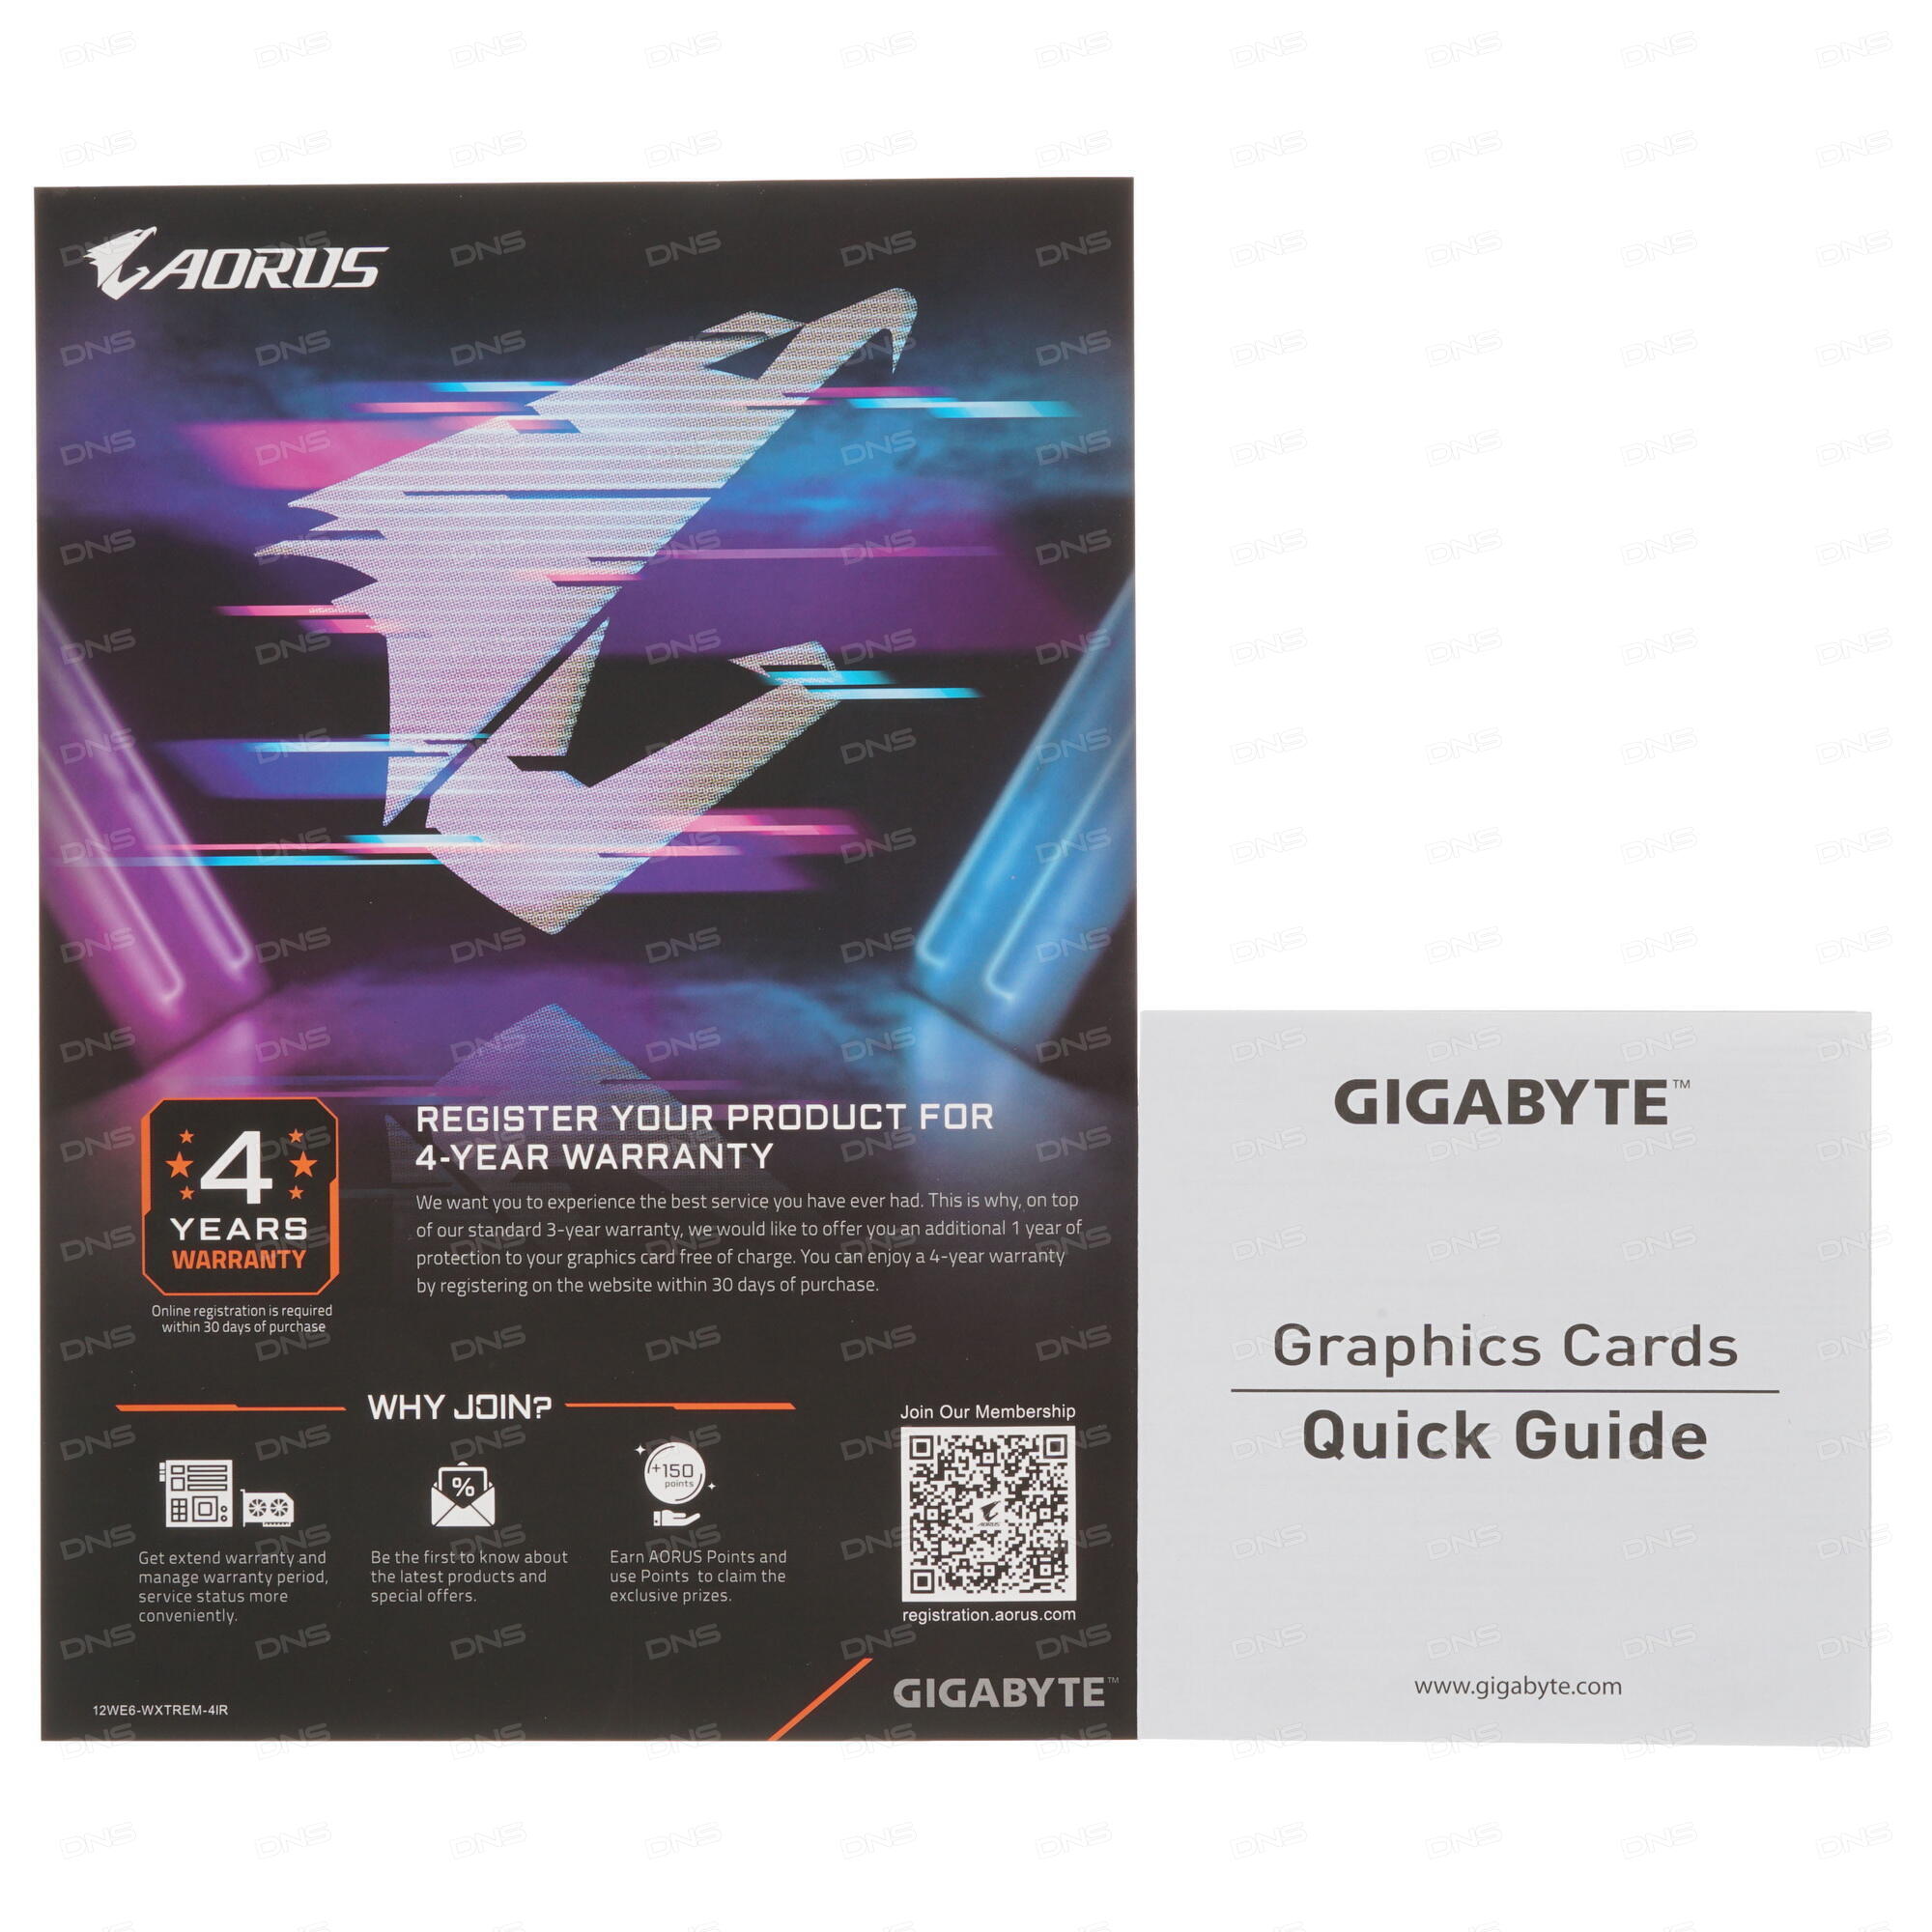 AORUS
4
YEARS
WARRANTY
Online registration is required
within 30 days of purchase
REGISTER YOUR PRODUCT FOR
4-YEAR WARRANTY
We want you to experience the best service you have ever had. This is why, on top
of our standard 3-year warranty, we would like to offer you an additional 1 year of
protection to your graphics card free of charge. You can enjoy a 4-year warranty
by registering on the website within 30 days of purchase.
WHY JOIN?
Get extend warranty and
manage warranty period,
service status more
conveniently.
%
Be the first to know about
the latest products and
special offers.
+150
points
Earn AORUS Points and
use Points to claim the
exclusive prizes.
Join Our Membership
AORUS
registration.aorus.com
12WE6-WXTREM-4IR
GIGABYTE™
GIGABYTE™
Graphics Cards
Quick Guide
www.gigabyte.com
DNS